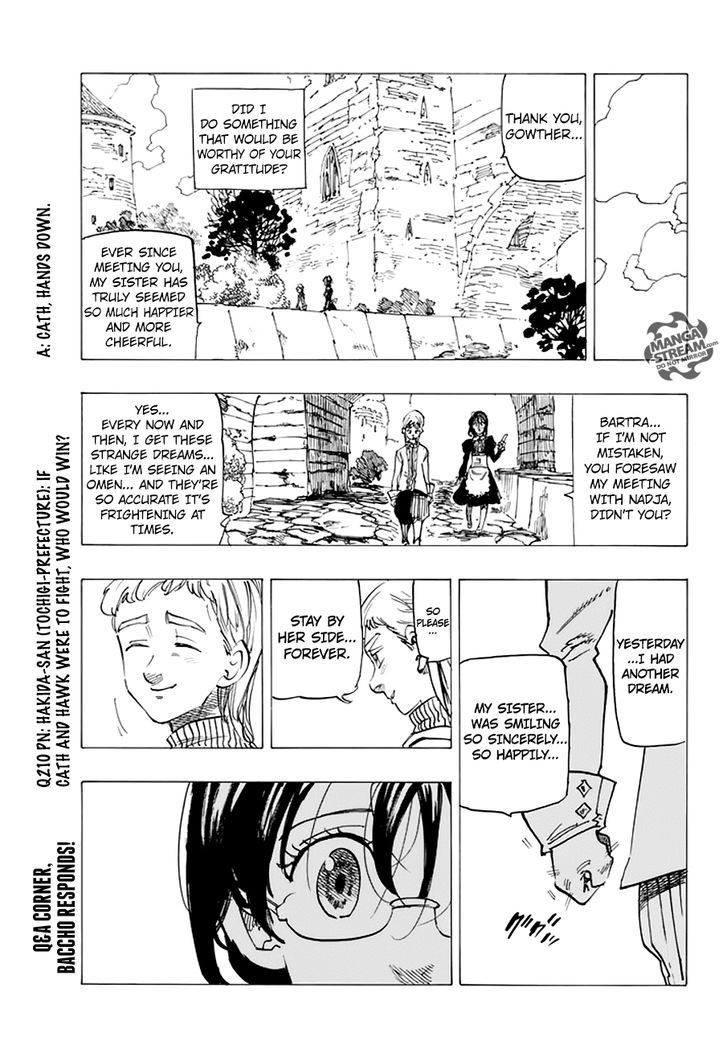 THANK YOU,
GOWTHER...
DID I
DO SOMETHING
THAT WOULD BE
WORTHY OF YOUR
GRATITUDE?
EVER SINCE
MEETING YOU,
MY SISTER HAS
TRULY SEEMED
SO MUCH HAPPIER
AND MORE
CHEERFUL.
MANGA
STREAM.com
DO NOT MIRROR
BARTRA...
IF I'M NOT
MISTAKEN,
YOU FORESAW
MY MEETING
WITH NADJA,
DIDN'T YOU?
YES...
EVERY NOW AND
THEN, I GET THESE
STRANGE DREAMS...
LIKE I'M SEEING AN
OMEN... AND THEY'RE
SO ACCURATE IT'S
FRIGHTENING AT
TIMES.
YESTERDAY
...I HAD
ANOTHER
DREAM.
MY SISTER...
WAS SMILING
SO SINCERELY...
SO HAPPILY...
グググッ
SO
PLEASE...
STAY BY
HER SIDE...
FOREVER.
Q&A CORNER,
BACCHO RESPONDS!
Q210 PN: HAKIDA-SAN (TOCHIGI-PREFECTURE): IF
CATH AND HAWK WERE TO FIGHT, WHO WOULD WIN?
A: CATH, HANDS DOWN.